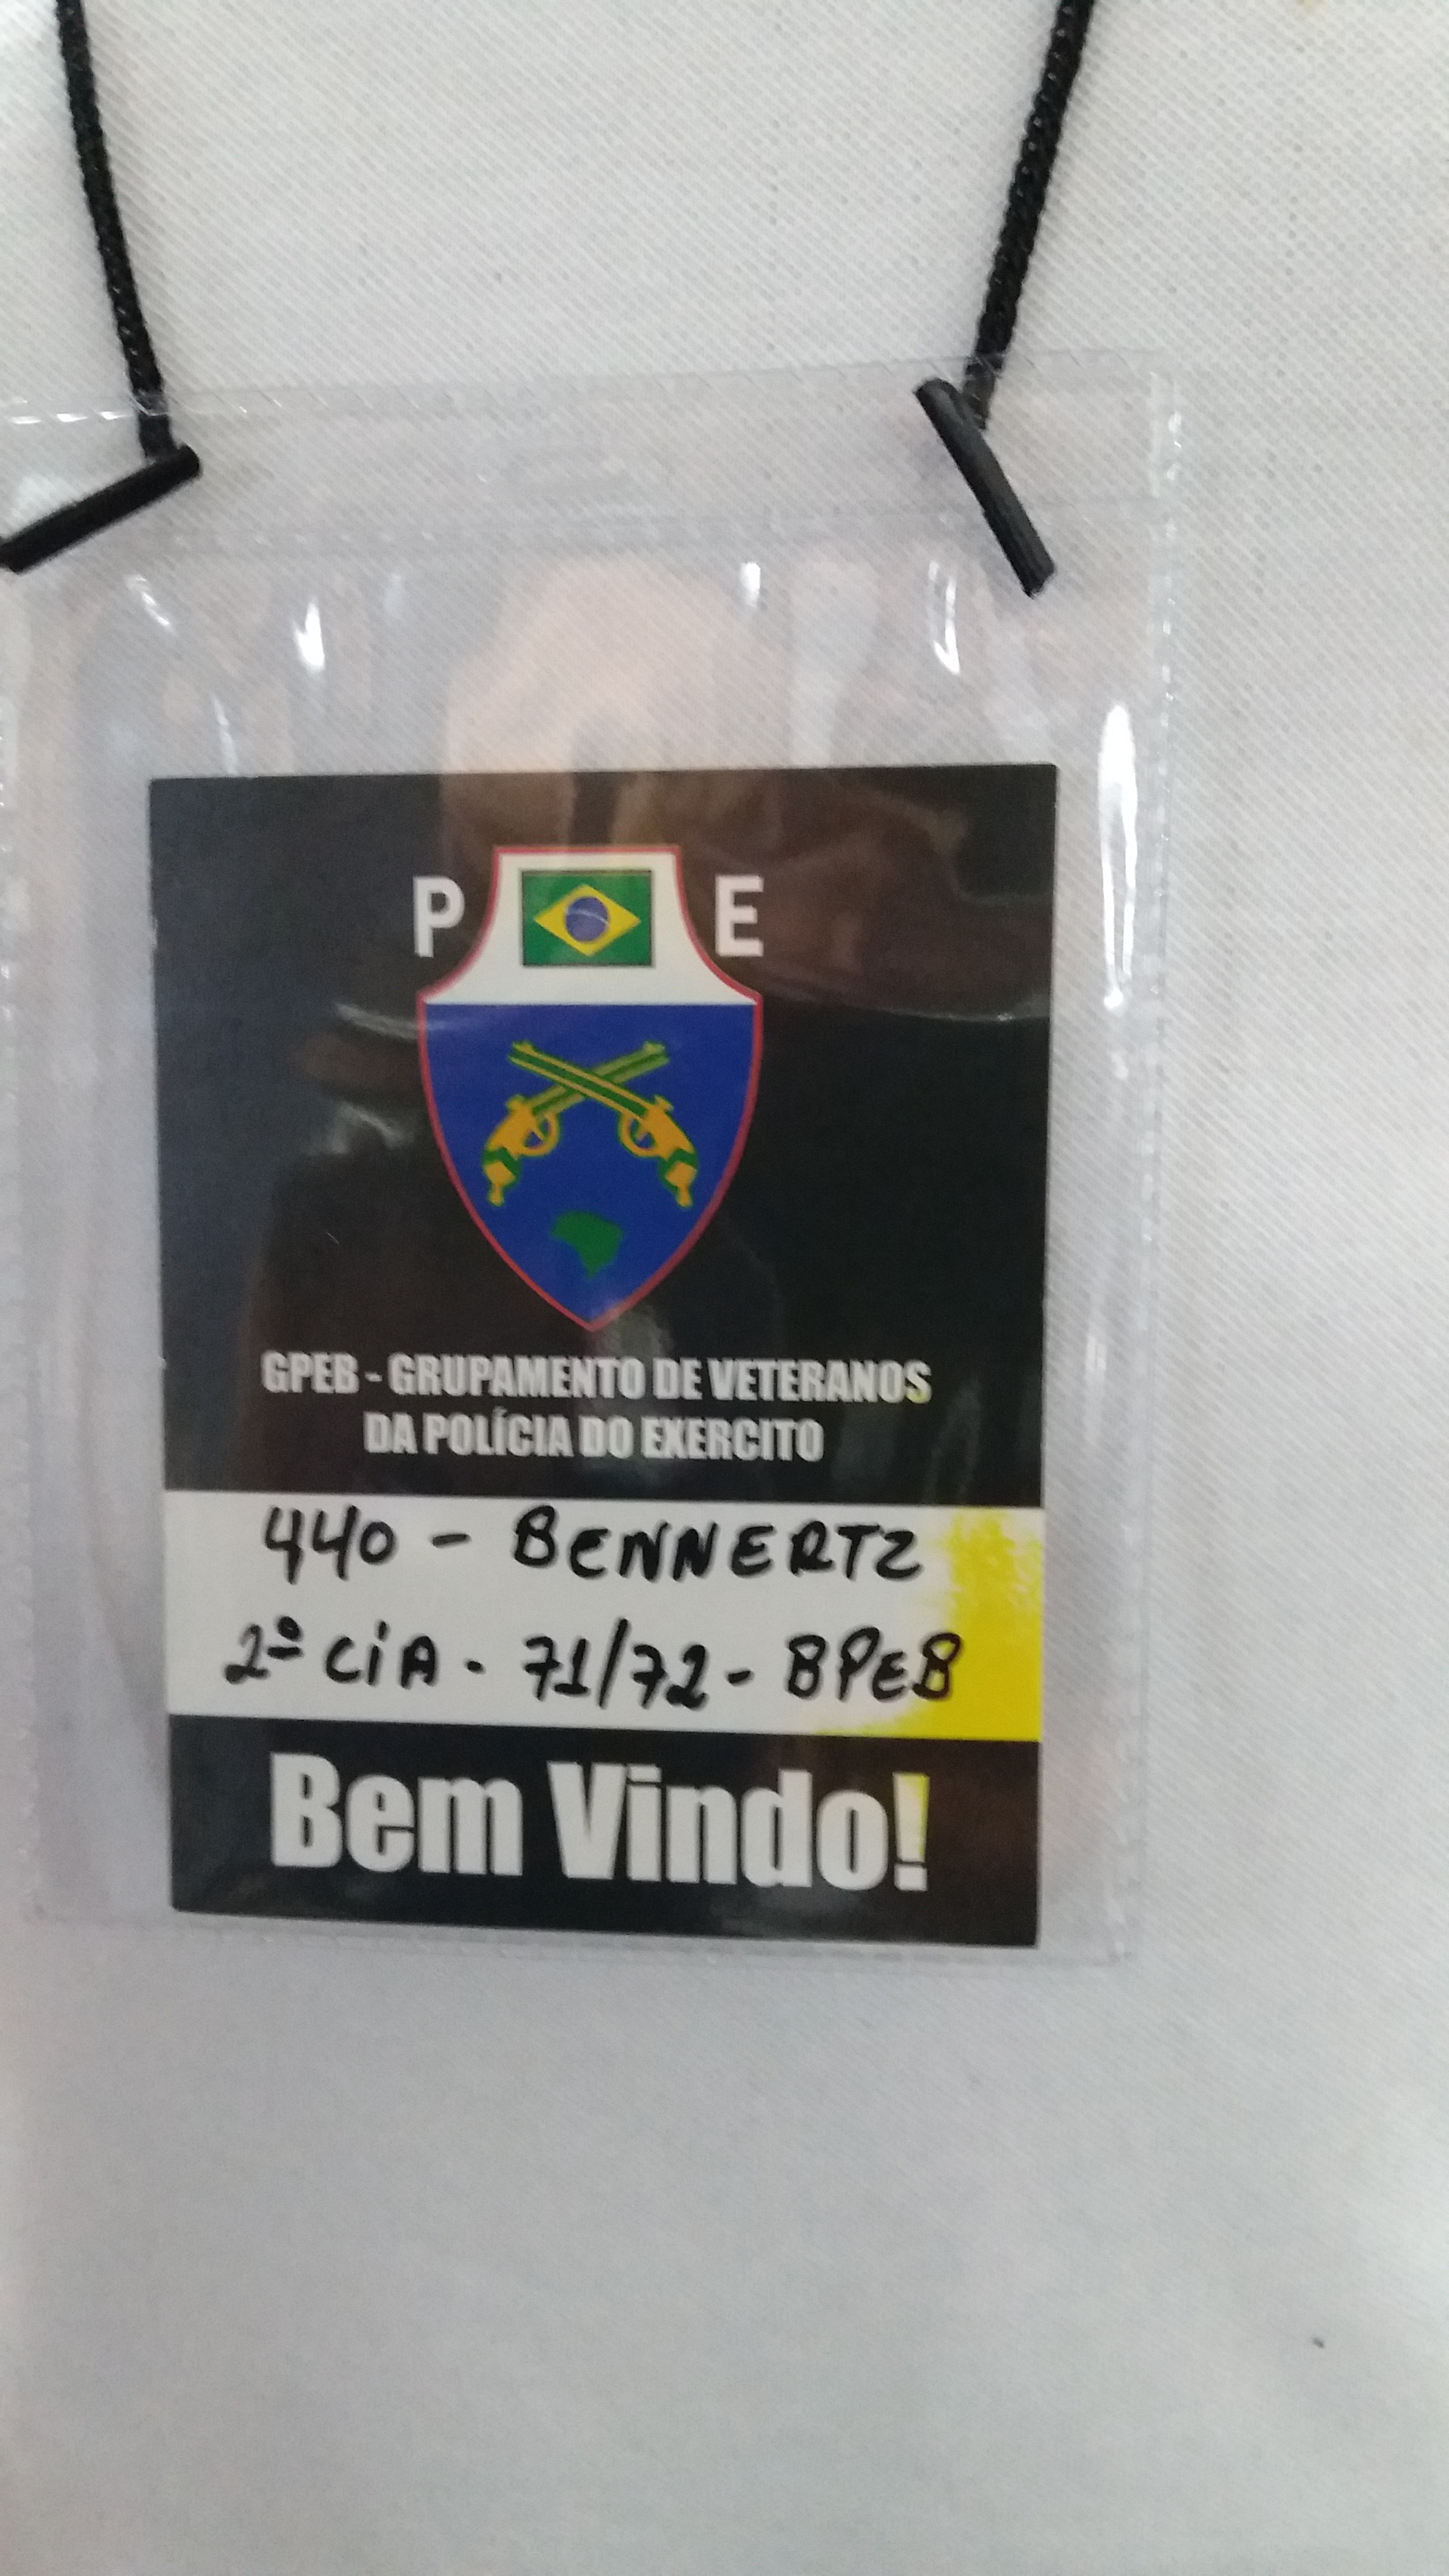 P E
GPEB - GRUPAMENTO DE VETERANOS
DA POLÍCIA DO EXERCITO
440 - BENNERTZ
2º CiA - 71/72 - BPEB
Bem Vindo!